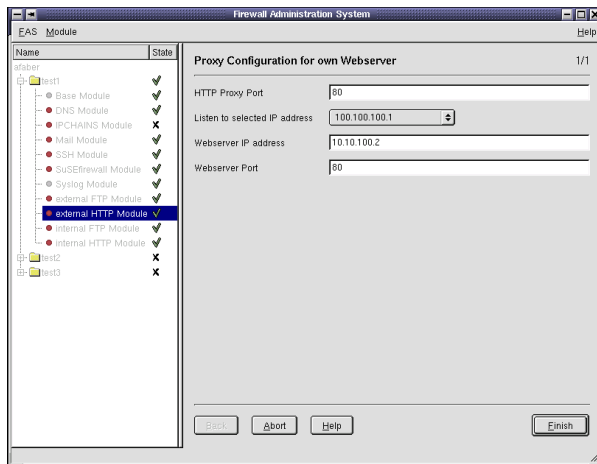 Firewall Administration System
FAS Module Help
Name State
afaber
test1
Base Module
DNS Module
IPCHAINS Module
Mail Module
SSH Module
SuSEfirewall Module
Syslog Module
external FTP Module
external HTTP Module
internal FTP Module
internal HTTP Module
test2
test3
Proxy Configuration for own Webserver 1/1
HTTP Proxy Port 80
Listen to selected IP address 100.100.100.1
Webserver IP address 10.10.100.2
Webserver Port 80
Back Abort Help Finish